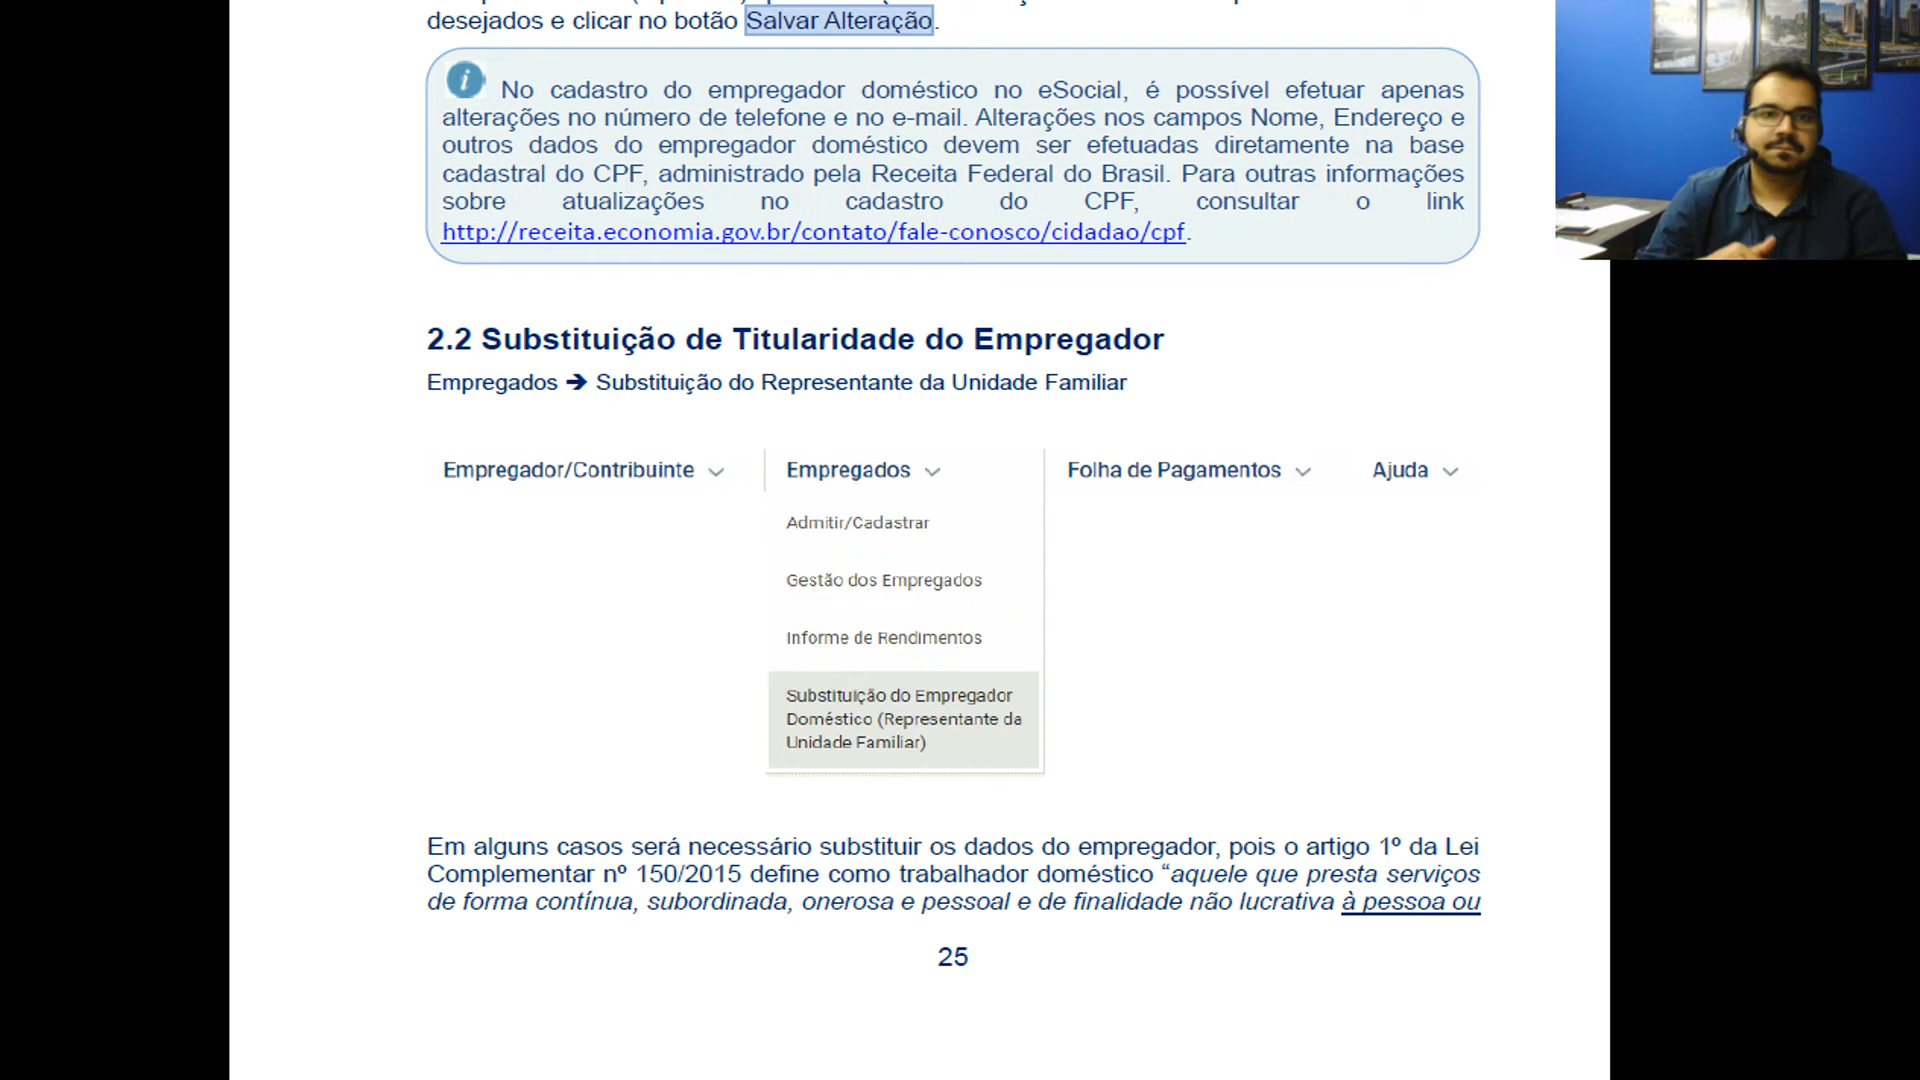 desejados e clicar no botão Salvar Alteração.
No cadastro do empregador doméstico no eSocial, é possível efetuar apenas
alterações no número de telefone e no e-mail. Alterações nos campos Nome, Endereço e
outros dados do empregador doméstico devem ser efetuadas diretamente na base
cadastral do CPF, administrado pela Receita Federal do Brasil. Para outras informações
sobre atualizações no cadastro do CPF, consultar o link
http://receita.economia.gov.br/contato/fale-conosco/cidadao/cpf.
2.2 Substituição de Titularidade do Empregador
Empregados ➔ Substituição do Representante da Unidade Familiar
Empregador/Contribuinte Empregados Folha de Pagamentos Ajuda
Admitir/Cadastrar
Gestão dos Empregados
Informe de Rendimentos
Substituição do Empregador
Doméstico (Representante da
Unidade Familiar)
Em alguns casos será necessário substituir os dados do empregador, pois o artigo 1º da Lei
Complementar nº 150/2015 define como trabalhador doméstico “aquele que presta serviços
de forma contínua, subordinada, onerosa e pessoal e de finalidade não lucrativa à pessoa ou
25